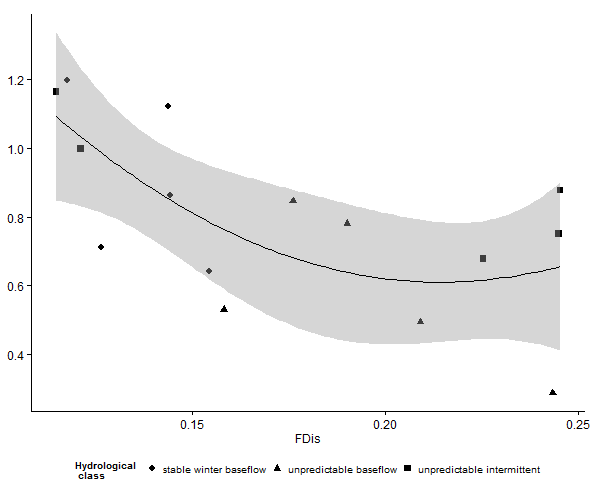 1.2
1.0
0.8
0.6
0.4
0.15
0.20
0.25
FDis
Hydrological
class
stable winter baseflow
unpredictable baseflow
unpredictable intermittent